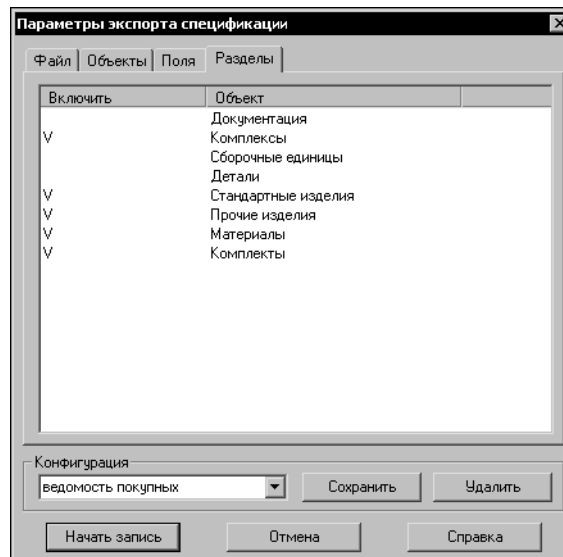 Параметры экспорта спецификации
Файл Объекты Поля Разделы
Включить Объект
Документация
V Комплексы
Сборочные единицы
Детали
V Стандартные изделия
V Прочие изделия
V Материалы
V Комплекты
Конфигурация
ведомость покупных Сохранить Удалить
Начать запись Отмена Справка